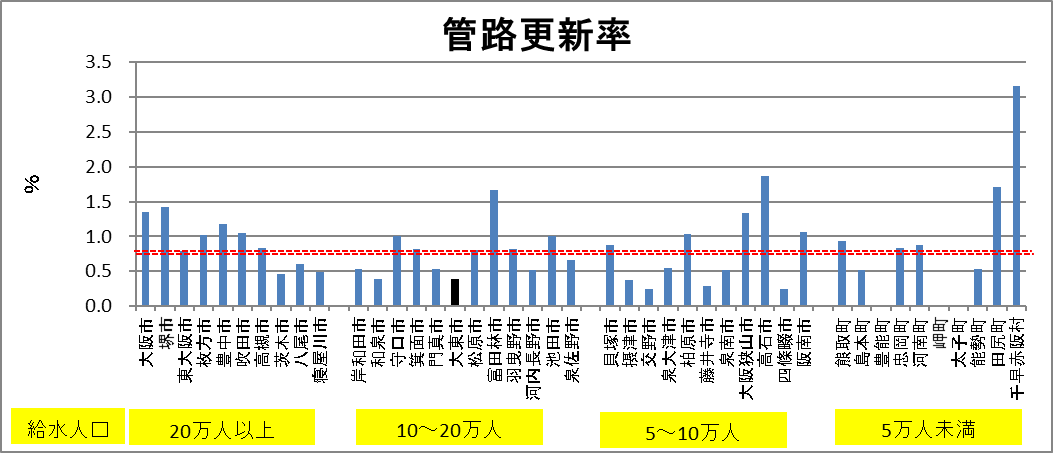 管路更新率
3.5
3.0
2.5
2.0
1.5
1.0
0.5
0.0
%
大阪市
堺市
東大阪市
枚方市
豊中市
吹田市
高槻市
茨木市
八尾市
寝屋川市
岸和田市
和泉市
守口市
箕面市
門真市
大東市
松原市
富田林市
羽曳野市
河内長野市
池田市
泉佐野市
貝塚市
摂津市
交野市
泉大津市
柏原市
藤井寺市
泉南市
大阪狭山市
高石市
四條畷市
阪南市
熊取町
島本町
豊能町
忠岡町
河南町
岬町
太子町
能勢町
田尻町
千早赤阪村
給水人口
20万人以上
10～20万人
5～10万人
5万人未満